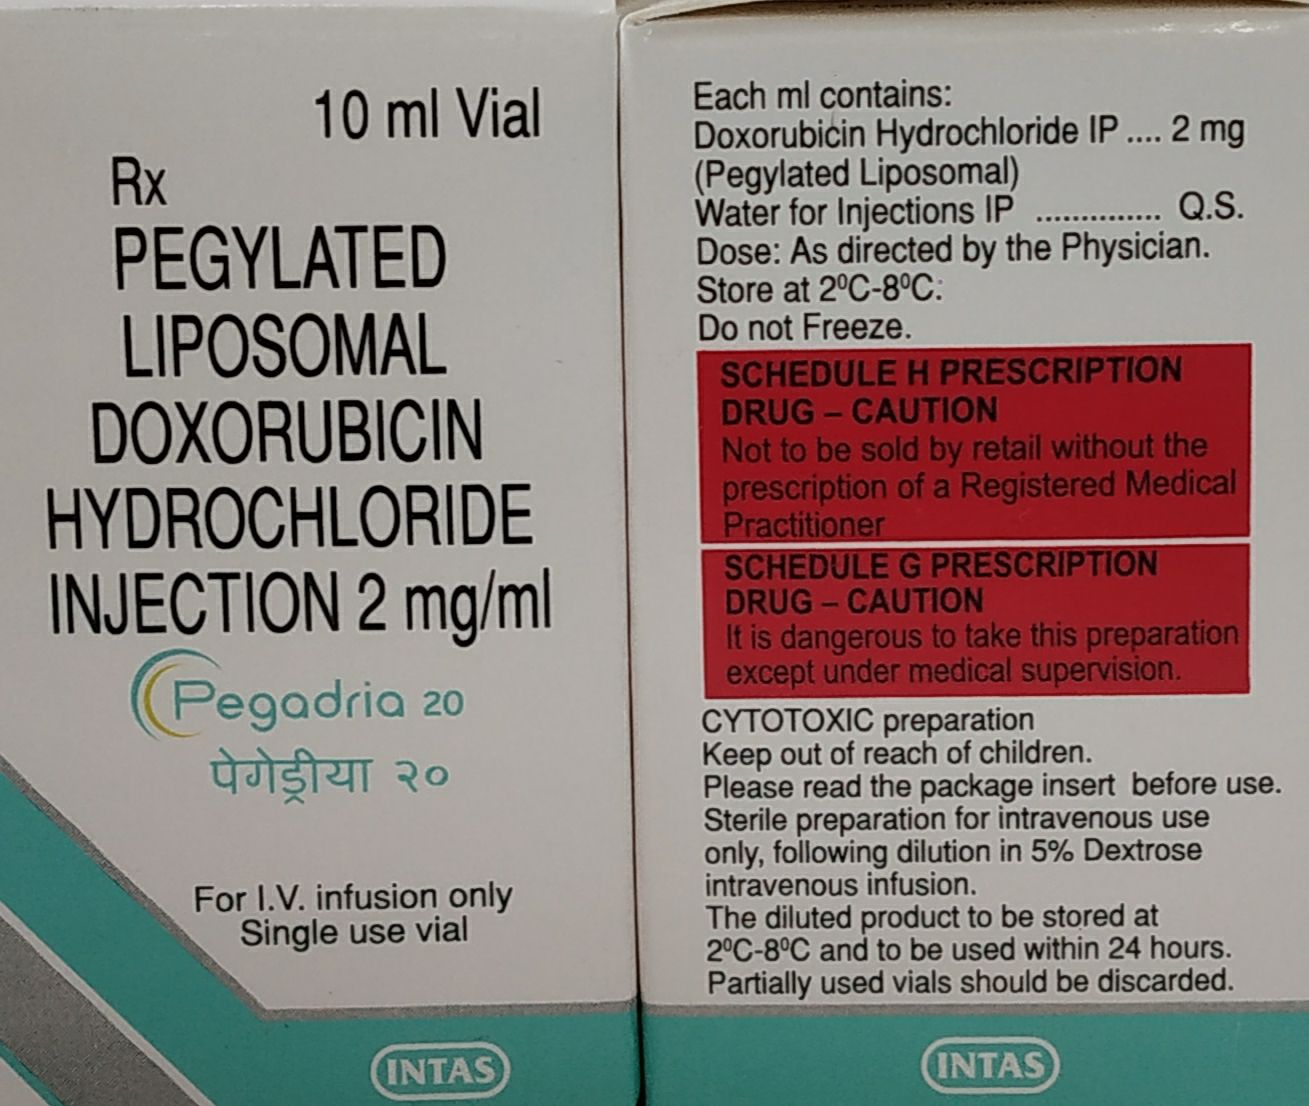 10 ml Vial
Rx
PEGYLATED
LIPOSOMAL
DOXORUBICIN
HYDROCHLORIDE
INJECTION 2 mg/ml
Pegadria 20
पेगेड्रीया २०
For I.V. infusion only
Single use vial
INTAS
Each ml contains:
Doxorubicin Hydrochloride IP .... 2 mg
(Pegylated Liposomal)
Water for Injections IP .............. Q.S.
Dose: As directed by the Physician.
Store at 2⁰C-8⁰C.
Do not Freeze.
SCHEDULE H PRESCRIPTION
DRUG – CAUTION
Not to be sold by retail without the
prescription of a Registered Medical
Practitioner
SCHEDULE G PRESCRIPTION
DRUG – CAUTION
It is dangerous to take this preparation
except under medical supervision.
CYTOTOXIC preparation
Keep out of reach of children.
Please read the package insert before use.
Sterile preparation for intravenous use
only, following dilution in 5% Dextrose
intravenous infusion.
The diluted product to be stored at
2⁰C-8⁰C and to be used within 24 hours.
Partially used vials should be discarded.
INTAS